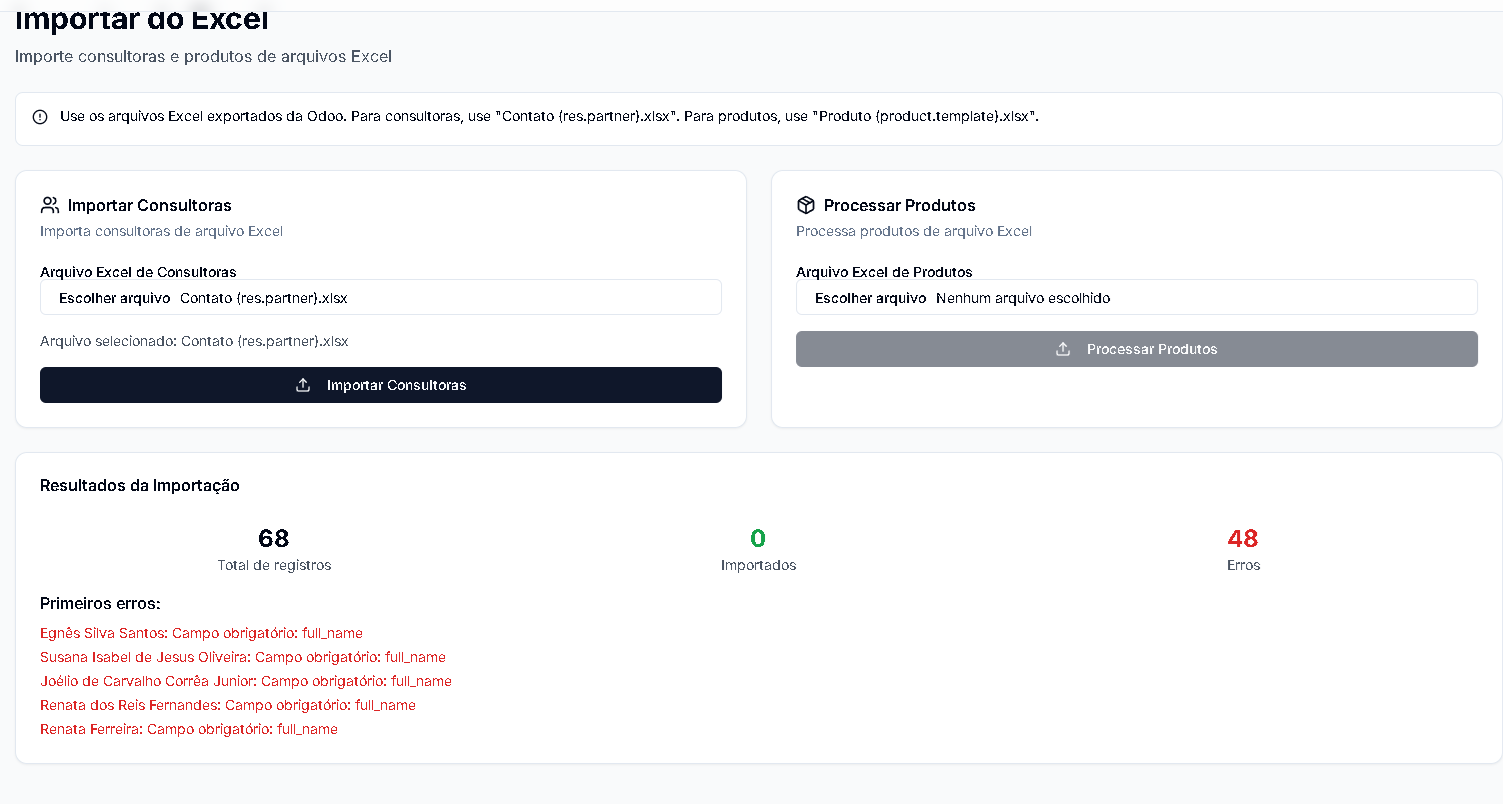 Importar do Excel
Importe consultoras e produtos de arquivos Excel
Use os arquivos Excel exportados da Odoo. Para consultoras, use "Contato (res.partner).xlsx". Para produtos, use "Produto (product.template).xlsx".
Importar Consultoras
Importa consultoras de arquivo Excel
Arquivo Excel de Consultoras
Escolher arquivo Contato (res.partner).xlsx
Arquivo selecionado: Contato (res.partner).xlsx
Importar Consultoras
Processar Produtos
Processa produtos de arquivo Excel
Arquivo Excel de Produtos
Escolher arquivo Nenhum arquivo escolhido
Processar Produtos
Resultados da Importação
68
Total de registros
0
Importados
48
Erros
Primeiros erros:
Egnês Silva Santos: Campo obrigatório: full_name
Susana Isabel de Jesus Oliveira: Campo obrigatório: full_name
Joélio de Carvalho Corrêa Junior: Campo obrigatório: full_name
Renata dos Reis Fernandes: Campo obrigatório: full_name
Renata Ferreira: Campo obrigatório: full_name